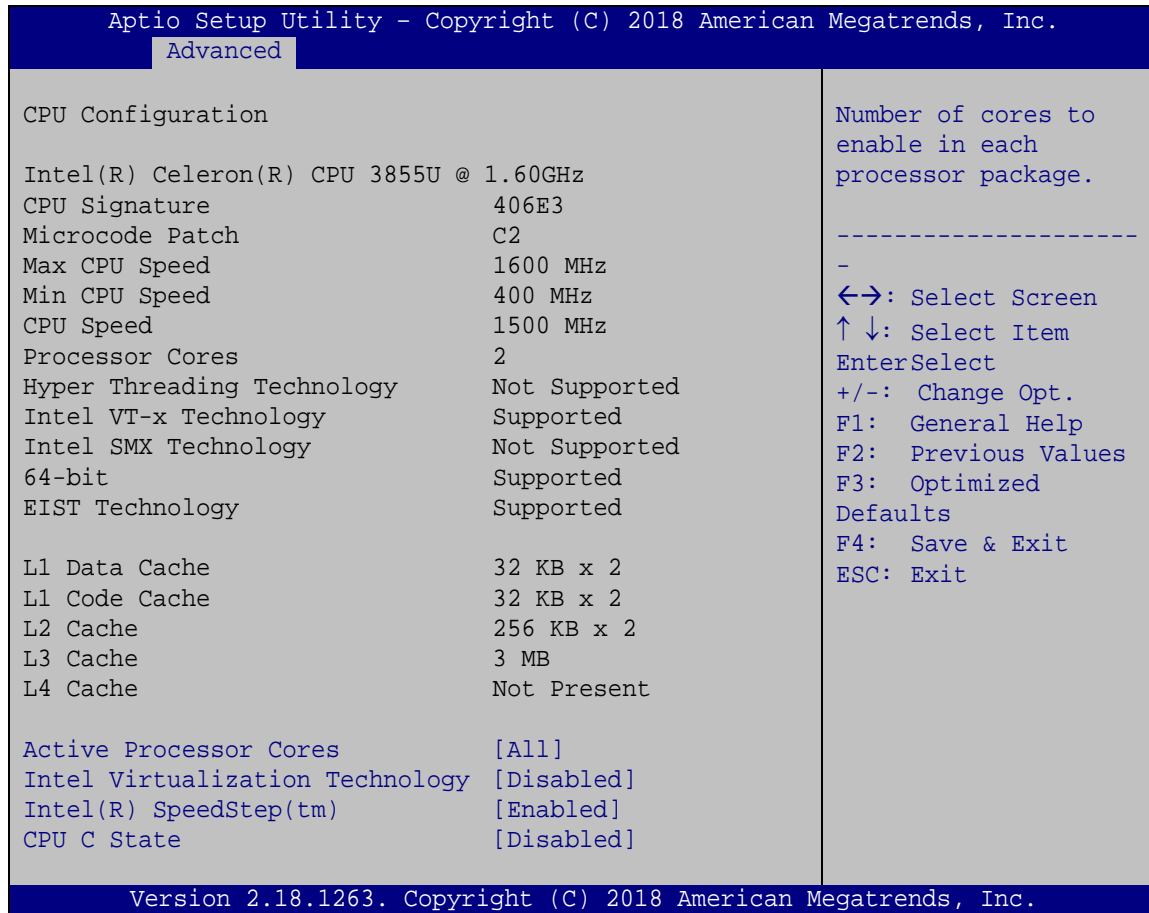 Aptio Setup Utility – Copyright (C) 2018 American Megatrends, Inc.
Advanced
CPU Configuration
Intel(R) Celeron(R) CPU 3855U @ 1.60GHz
CPU Signature 406E3
Microcode Patch C2
Max CPU Speed 1600 MHz
Min CPU Speed 400 MHz
CPU Speed 1500 MHz
Processor Cores 2
Hyper Threading Technology Not Supported
Intel VT-x Technology Supported
Intel SMX Technology Not Supported
64-bit Supported
EIST Technology Supported
L1 Data Cache 32 KB x 2
L1 Code Cache 32 KB x 2
L2 Cache 256 KB x 2
L3 Cache 3 MB
L4 Cache Not Present
Active Processor Cores [All]
Intel Virtualization Technology [Disabled]
Intel(R) SpeedStep(tm) [Enabled]
CPU C State [Disabled]
Number of cores to
enable in each
processor package.
---------------------
-
←→: Select Screen
↑ ↓: Select Item
EnterSelect
+/-: Change Opt.
F1: General Help
F2: Previous Values
F3: Optimized
Defaults
F4: Save & Exit
ESC: Exit
Version 2.18.1263. Copyright (C) 2018 American Megatrends, Inc.